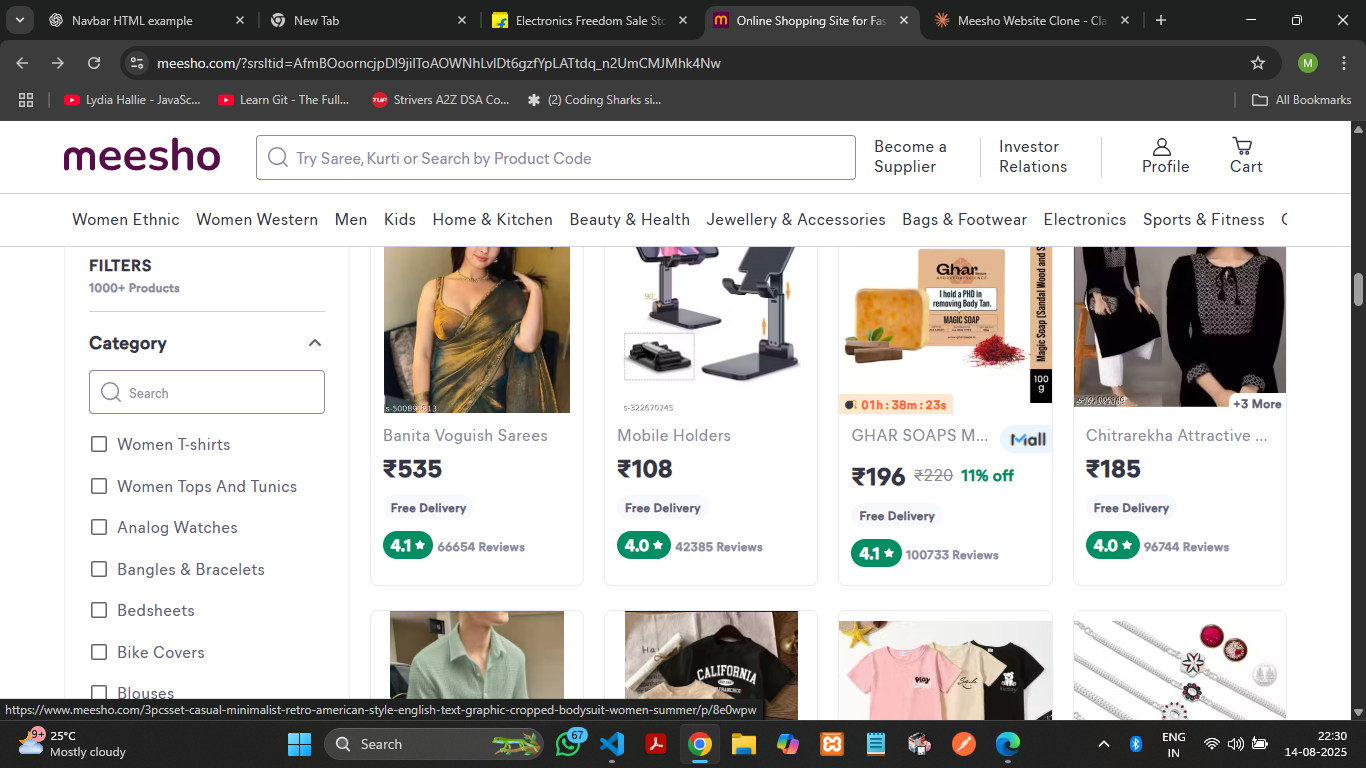 Navbar HTML example
New Tab
Electronics Freedom Sale Sto
Online Shopping Site for Fas
Meesho Website Clone - Cla
meesho.com/?srsltid=AfmBOoorncjpDl9jilToAOWNhLvlDt6gzfYpLATtdq_n2UmCMJMhk4Nw
M
Lydia Hallie - JavaSc...
Learn Git - The Full...
TUF
Strivers A2Z DSA Co...
(2) Coding Sharks si...
All Bookmarks
meesho
Try Saree, Kurti or Search by Product Code
Become a
Supplier
Investor
Relations
Profile
Cart
Women Ethnic
Women Western
Men
Kids
Home & Kitchen
Beauty & Health
Jewellery & Accessories
Bags & Footwear
Electronics
Sports & Fitness
FILTERS
1000+ Products
Category
Search
Women T-shirts
Women Tops And Tunics
Analog Watches
Bangles & Bracelets
Bedsheets
Bike Covers
Blouses
Banita Voguish Sarees
₹535
Free Delivery
4.1
66654 Reviews
90
s-322670745
Mobile Holders
₹108
Free Delivery
4.0
42385 Reviews
Ghar
I hold a PHD in
removing Body Tan.
MAGIC SOAP
Magic Soap (Sandal Wood and S
100
g
01h : 38m : 23s
GHAR SOAPS M...
Mall
₹196 ₹220 11% off
Free Delivery
4.1
100733 Reviews
+3 More
Chitrarekha Attractive ...
₹185
Free Delivery
4.0
96744 Reviews
CALIFORNIA
Play
https://www.meesho.com/3pcsset-casual-minimalist-retro-american-style-english-text-graphic-cropped-bodysuit-women-summer/p/8e0wpw
9+
25°C
Mostly cloudy
Search
67
ENG
IN
22:30
14-08-2025